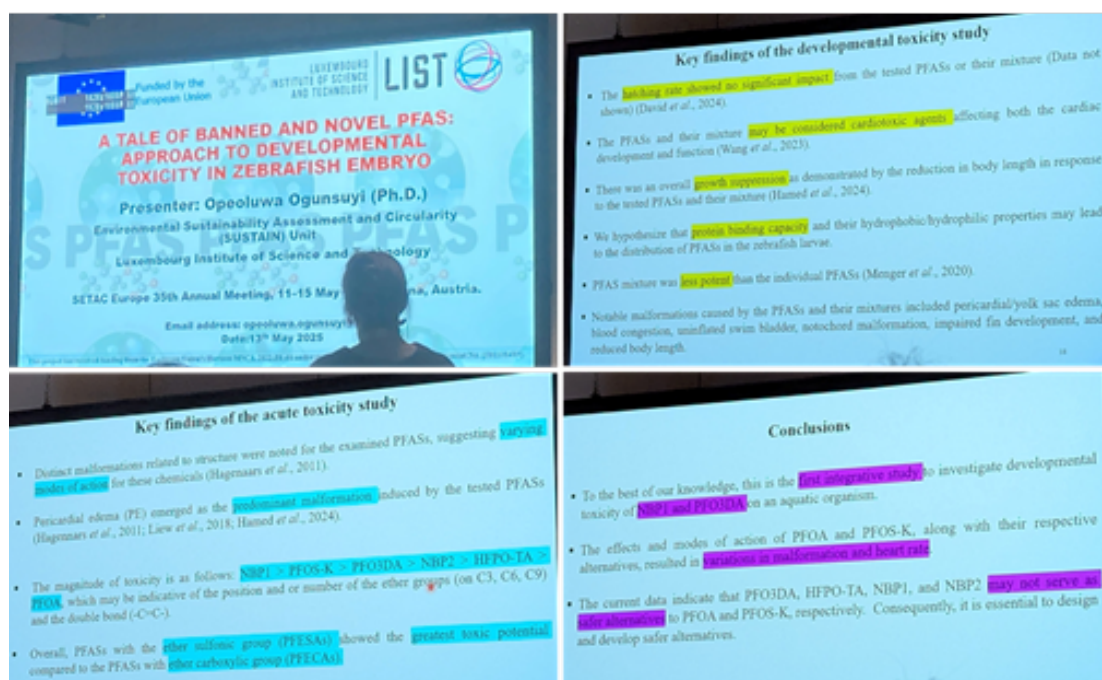 Funded by the
European Union
LUXEMBOURG
INSTITUTE OF SCIENCE
AND TECHNOLOGY
LIST
A TALE OF BANNED AND NOVEL PFAS:
APPROACH TO DEVELOPMENTAL
TOXICITY IN ZEBRAFISH EMBRYO
Presenter: Opeoluwa Ogunsuyi (Ph.D.)
Environmental Sustainability Assessment and Circularity
(SUSTAIN) Unit
Luxembourg Institute of Science and
SETAC Europe 35th Annual Meeting, 11-15 May Austria.
Email address: opeoluwa.ogunsuyi
Date:13th May 2025
S PFAS PFAS P
Key findings of the developmental toxicity study
• The hatching rate showed no significant impact from the tested PFASs or their mixture (Data not
shown) (David et al., 2024).
• The PFASs and their mixture may be considered cardiotoxic agents affecting both the cardiac
development and function (Wang et al., 2023).
• There was an overall growth suppression as demonstrated by the reduction in body length in response
to the tested PFASs and their mixture (Hamed et al., 2024).
• We hypothesize that protein binding capacity and their hydrophobic/hydrophilic properties may lead
to the distribution of PFASs in the zebrafish larvae.
• PFAS mixture was less potent than the individual PFASs (Menger et al., 2020).
• Notable malformations caused by the PFASs and their mixtures included pericardial/yolk sac edema,
blood congestion, uninflated swim bladder, notochord malformation, impaired fin development, and
reduced body length.
Key findings of the acute toxicity study
• Distinct malformations related to structure were noted for the examined PFASs, suggesting varying
modes of action for these chemicals (Hagenaars et al., 2011).
• Pericardial edema (PE) emerged as the predominant malformation induced by the tested PFASs
(Hagenaars et al., 2011; Liew et al., 2018; Hamed et al., 2024).
• The magnitude of toxicity is as follows: NBP1 > PFOS-K > PFO3DA > NBP2 > HFPO-TA >
PFOA, which may be indicative of the position and or number of the ether groups (on C3, C6, C9)
and the double bond (-C=C-).
• Overall, PFASs with the ether sulfonic group (PFESAs) showed the greatest toxic potential
compared to the PFASs with ether carboxylic group (PFECAs).
Conclusions
• To the best of our knowledge, this is the first integrative study to investigate developmental
toxicity of NBP1 and PFO3DA on an aquatic organism.
• The effects and modes of action of PFOA and PFOS-K, along with their respective
alternatives, resulted in variations in malformation and heart rate.
• The current data indicate that PFO3DA, HFPO-TA, NBP1, and NBP2 may not serve as
safer alternatives to PFOA and PFOS-K, respectively. Consequently, it is essential to design
and develop safer alternatives.